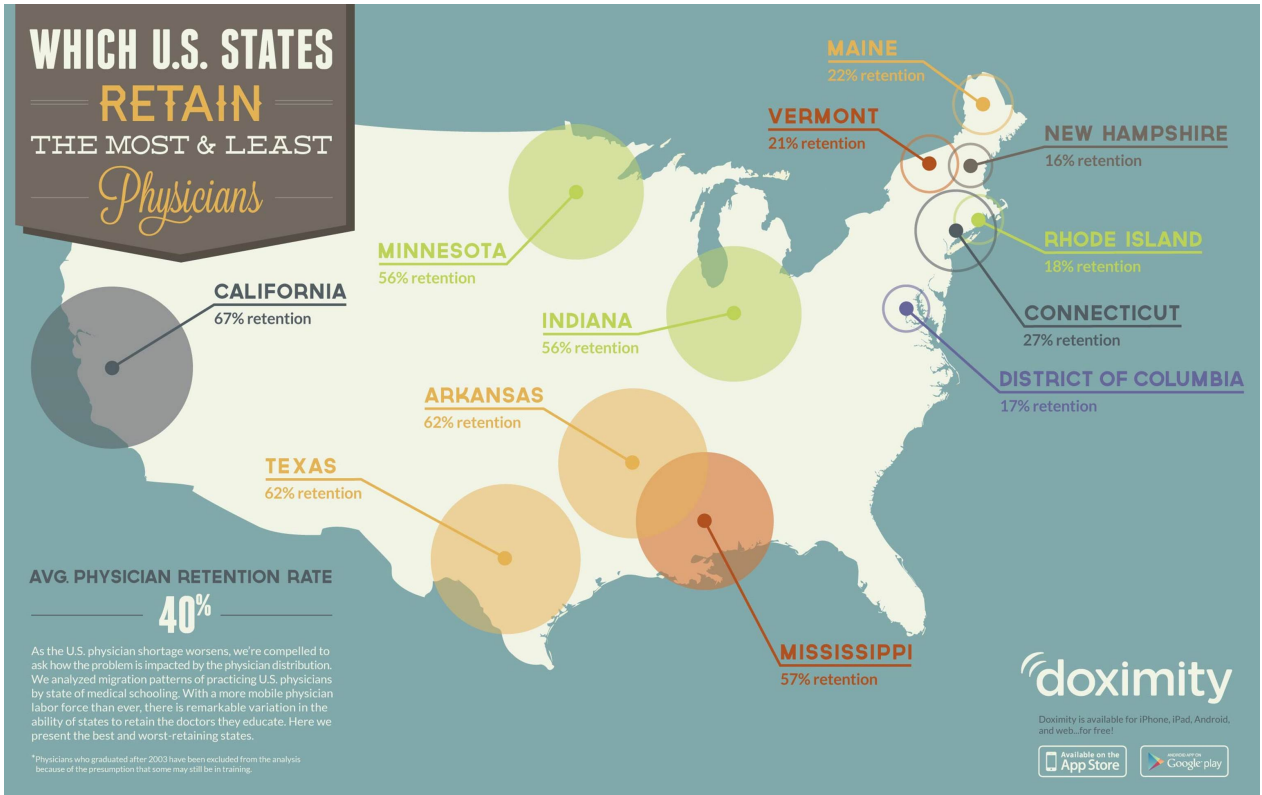 WHICH U.S. STATES
RETAIN
THE MOST & LEAST
Physicians
MAINE
22% retention
VERMONT
21% retention
NEW HAMPSHIRE
16% retention
MINNESOTA
56% retention
RHODE ISLAND
18% retention
CALIFORNIA
67% retention
INDIANA
56% retention
CONNECTICUT
27% retention
DISTRICT OF COLUMBIA
17% retention
ARKANSAS
62% retention
TEXAS
62% retention
MISSISSIPPI
57% retention
AVG. PHYSICIAN RETENTION RATE
40%
As the U.S. physician shortage worsens, we're compelled to
ask how the problem is impacted by the physician distribution.
We analyzed migration patterns of practicing U.S. physicians
by state of medical schooling. With a more mobile physician
labor force than ever, there is remarkable variation in the
ability of states to retain the doctors they educate. Here we
present the best and worst-retaining states.
*Physicians who graduated after 2003 have been excluded from the analysis
because of the presumption that some may still be in training.
doximity
Doximity is available for iPhone, iPad, Android,
and web...for free!
Available on the
App Store
ANDROID APP ON
Google play